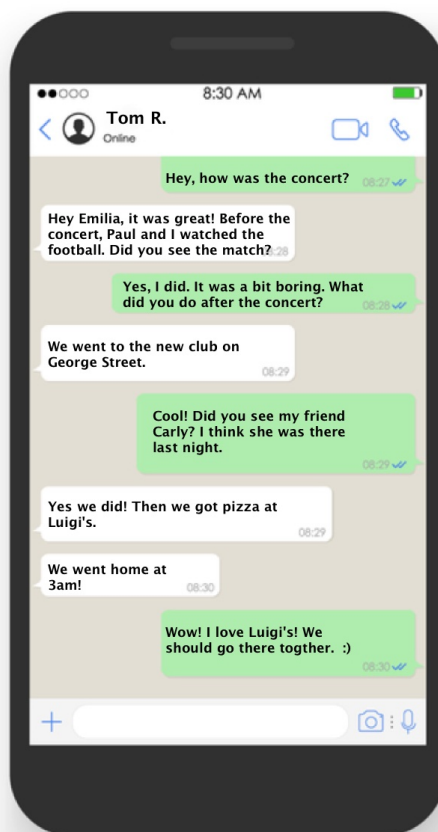 8:30 AM
Tom R.
Online
Hey, how was the concert?
08:27
Hey Emilia, it was great! Before the
concert, Paul and I watched the
football. Did you see the match?
08:28
Yes, I did. It was a bit boring. What
did you do after the concert?
08:28
We went to the new club on
George Street.
08:29
Cool! Did you see my friend
Carly? I think she was there
last night.
08:29
Yes we did! Then we got pizza at
Luigi's.
08:29
We went home at
3am!
08:30
Wow! I love Luigi's! We
should go there togther. :)
08:30